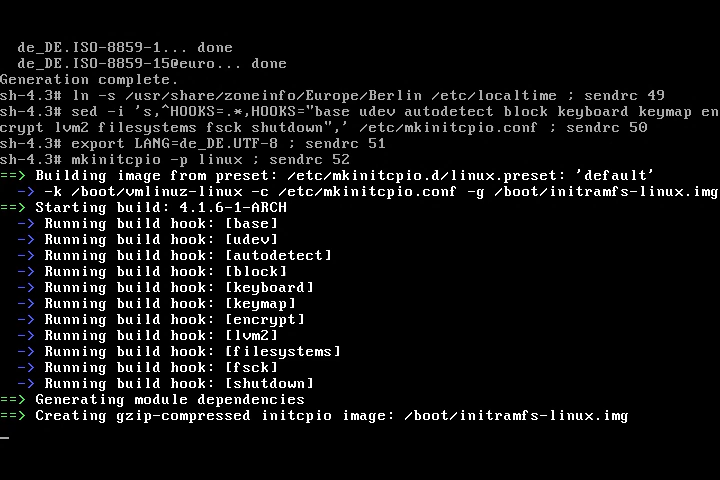 de_DE.ISO-8859-1... done
de_DE.ISO-8859-15@euro... done
Generation complete.
sh-4.3# ln -s /usr/share/zoneinfo/Europe/Berlin /etc/localtime ; sendrc 49
sh-4.3# sed -i 's,^HOOKS=.*,HOOKS="base udev autodetect block keyboard keymap en
crypt lvm2 filesystems fsck shutdown",' /etc/mkinitcpio.conf ; sendrc 50
sh-4.3# export LANG=de_DE.UTF-8 ; sendrc 51
sh-4.3# mkinitcpio -p linux ; sendrc 52
==> Building image from preset: /etc/mkinitcpio.d/linux.preset: 'default'
  -> -k /boot/vmlinuz-linux -c /etc/mkinitcpio.conf -g /boot/initramfs-linux.img
==> Starting build: 4.1.6-1-ARCH
  -> Running build hook: [base]
  -> Running build hook: [udev]
  -> Running build hook: [autodetect]
  -> Running build hook: [block]
  -> Running build hook: [keyboard]
  -> Running build hook: [keymap]
  -> Running build hook: [encrypt]
  -> Running build hook: [lvm2]
  -> Running build hook: [filesystems]
  -> Running build hook: [fsck]
  -> Running build hook: [shutdown]
==> Generating module dependencies
==> Creating gzip-compressed initcpio image: /boot/initramfs-linux.img